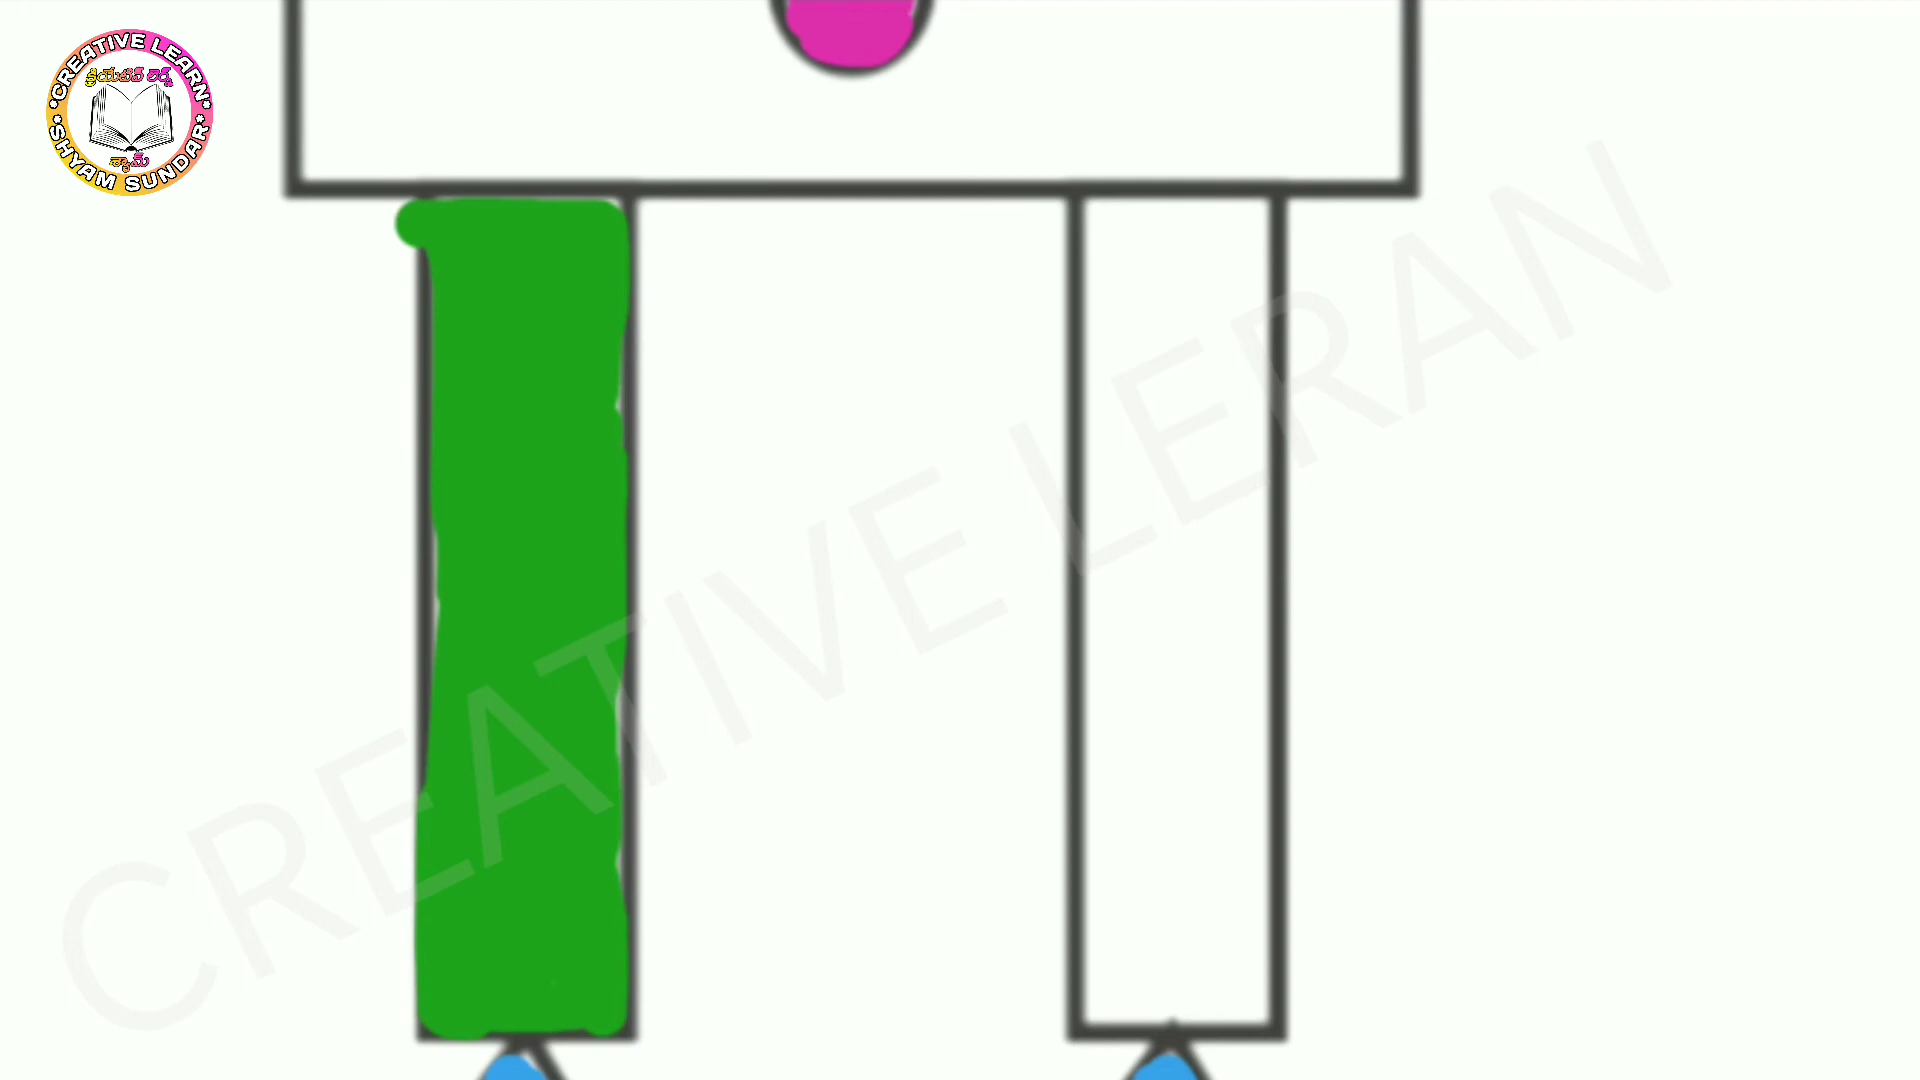 CREATIVE LEARN
క్రియేటివ్ లెర్న్
శ్యామ్
SHYAM SUNDAR
CREATIVE LERAN